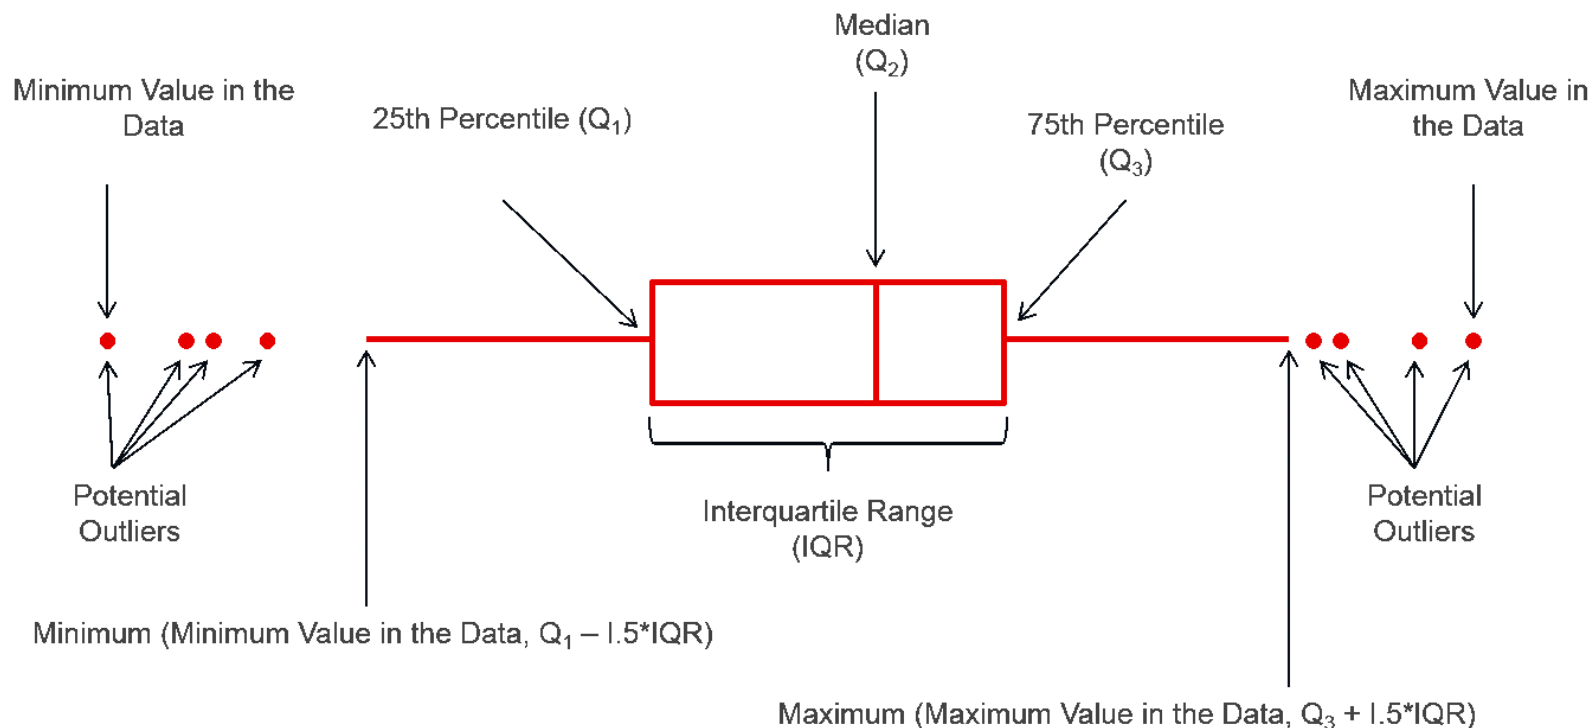 Median
(Q₂)
Minimum Value in the
Data
25th Percentile (Q₁)
75th Percentile
(Q₃)
Maximum Value in
the Data
Potential
Outliers
Interquartile Range
(IQR)
Potential
Outliers
Minimum (Minimum Value in the Data, Q₁ – I.5*IQR)
Maximum (Maximum Value in the Data, Q₃ + I.5*IQR)